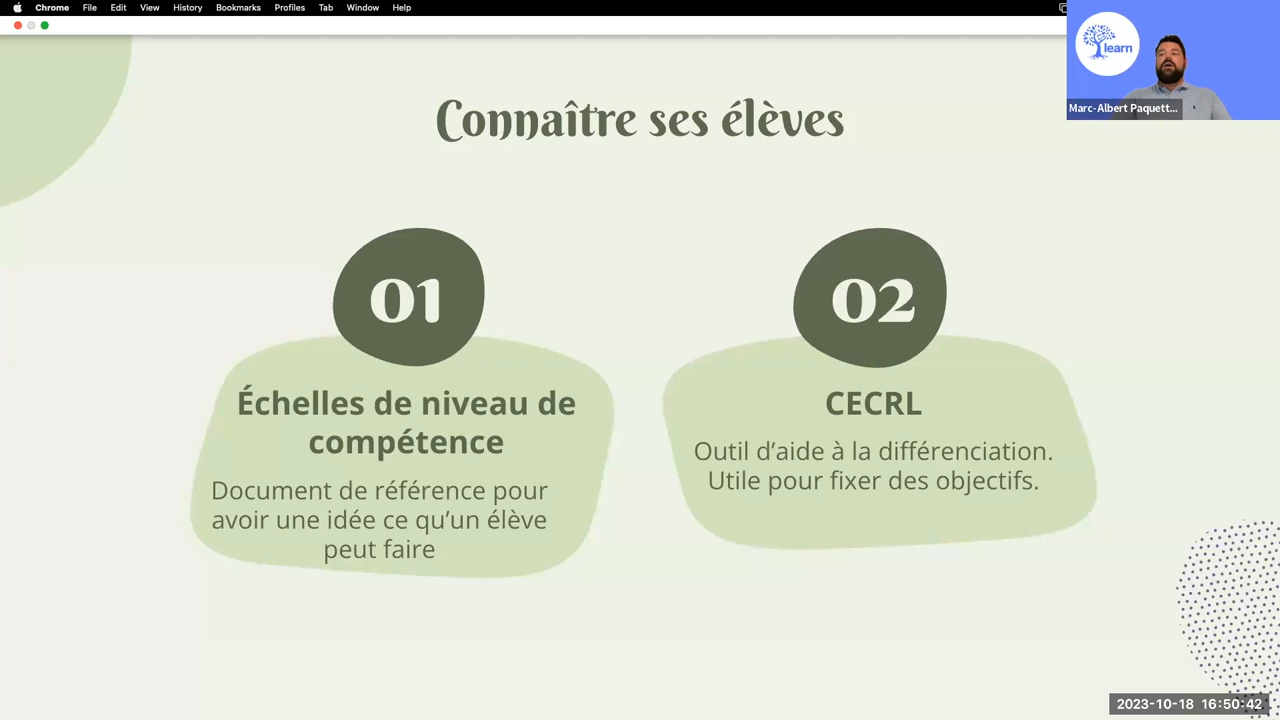 Chrome File Edit View History Bookmarks Profiles Tab Window Help
learn
Marc-Albert Paquett...
Connaître ses élèves
01
Échelles de niveau de
compétence
Document de référence pour
avoir une idée ce qu’un élève
peut faire
02
CECRL
Outil d’aide à la différenciation.
Utile pour fixer des objectifs.
2023-10-18 16:50:42